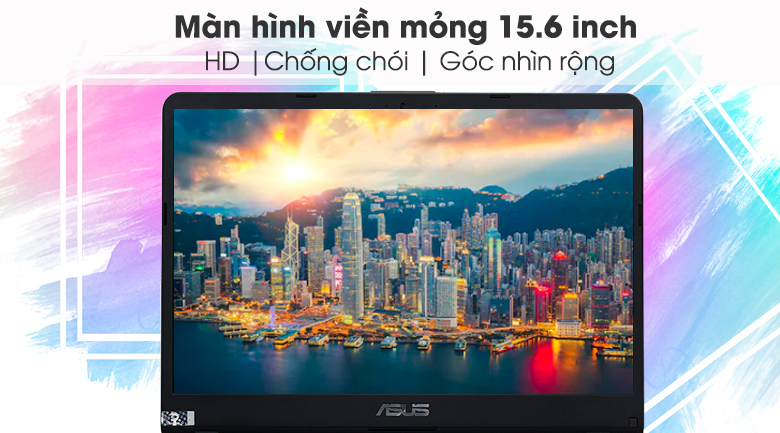 Màn hình viền mỏng 15.6 inch
HD | Chống chói | Góc nhìn rộng
ASUS